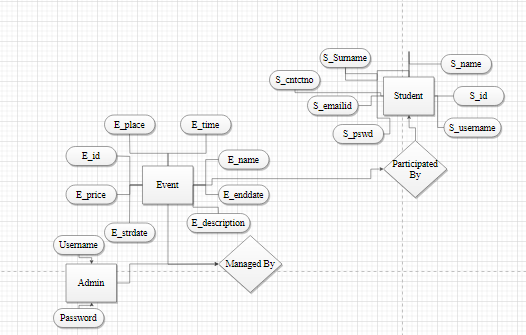 S_Surname
S_name
S_cntctno
Student
S_id
S_emailid
S_username
S_pswd
E_place
E_time
E_id
E_name
Participated
By
Event
E_price
E_enddate
E_description
E_strdate
Username
Managed By
Admin
Password